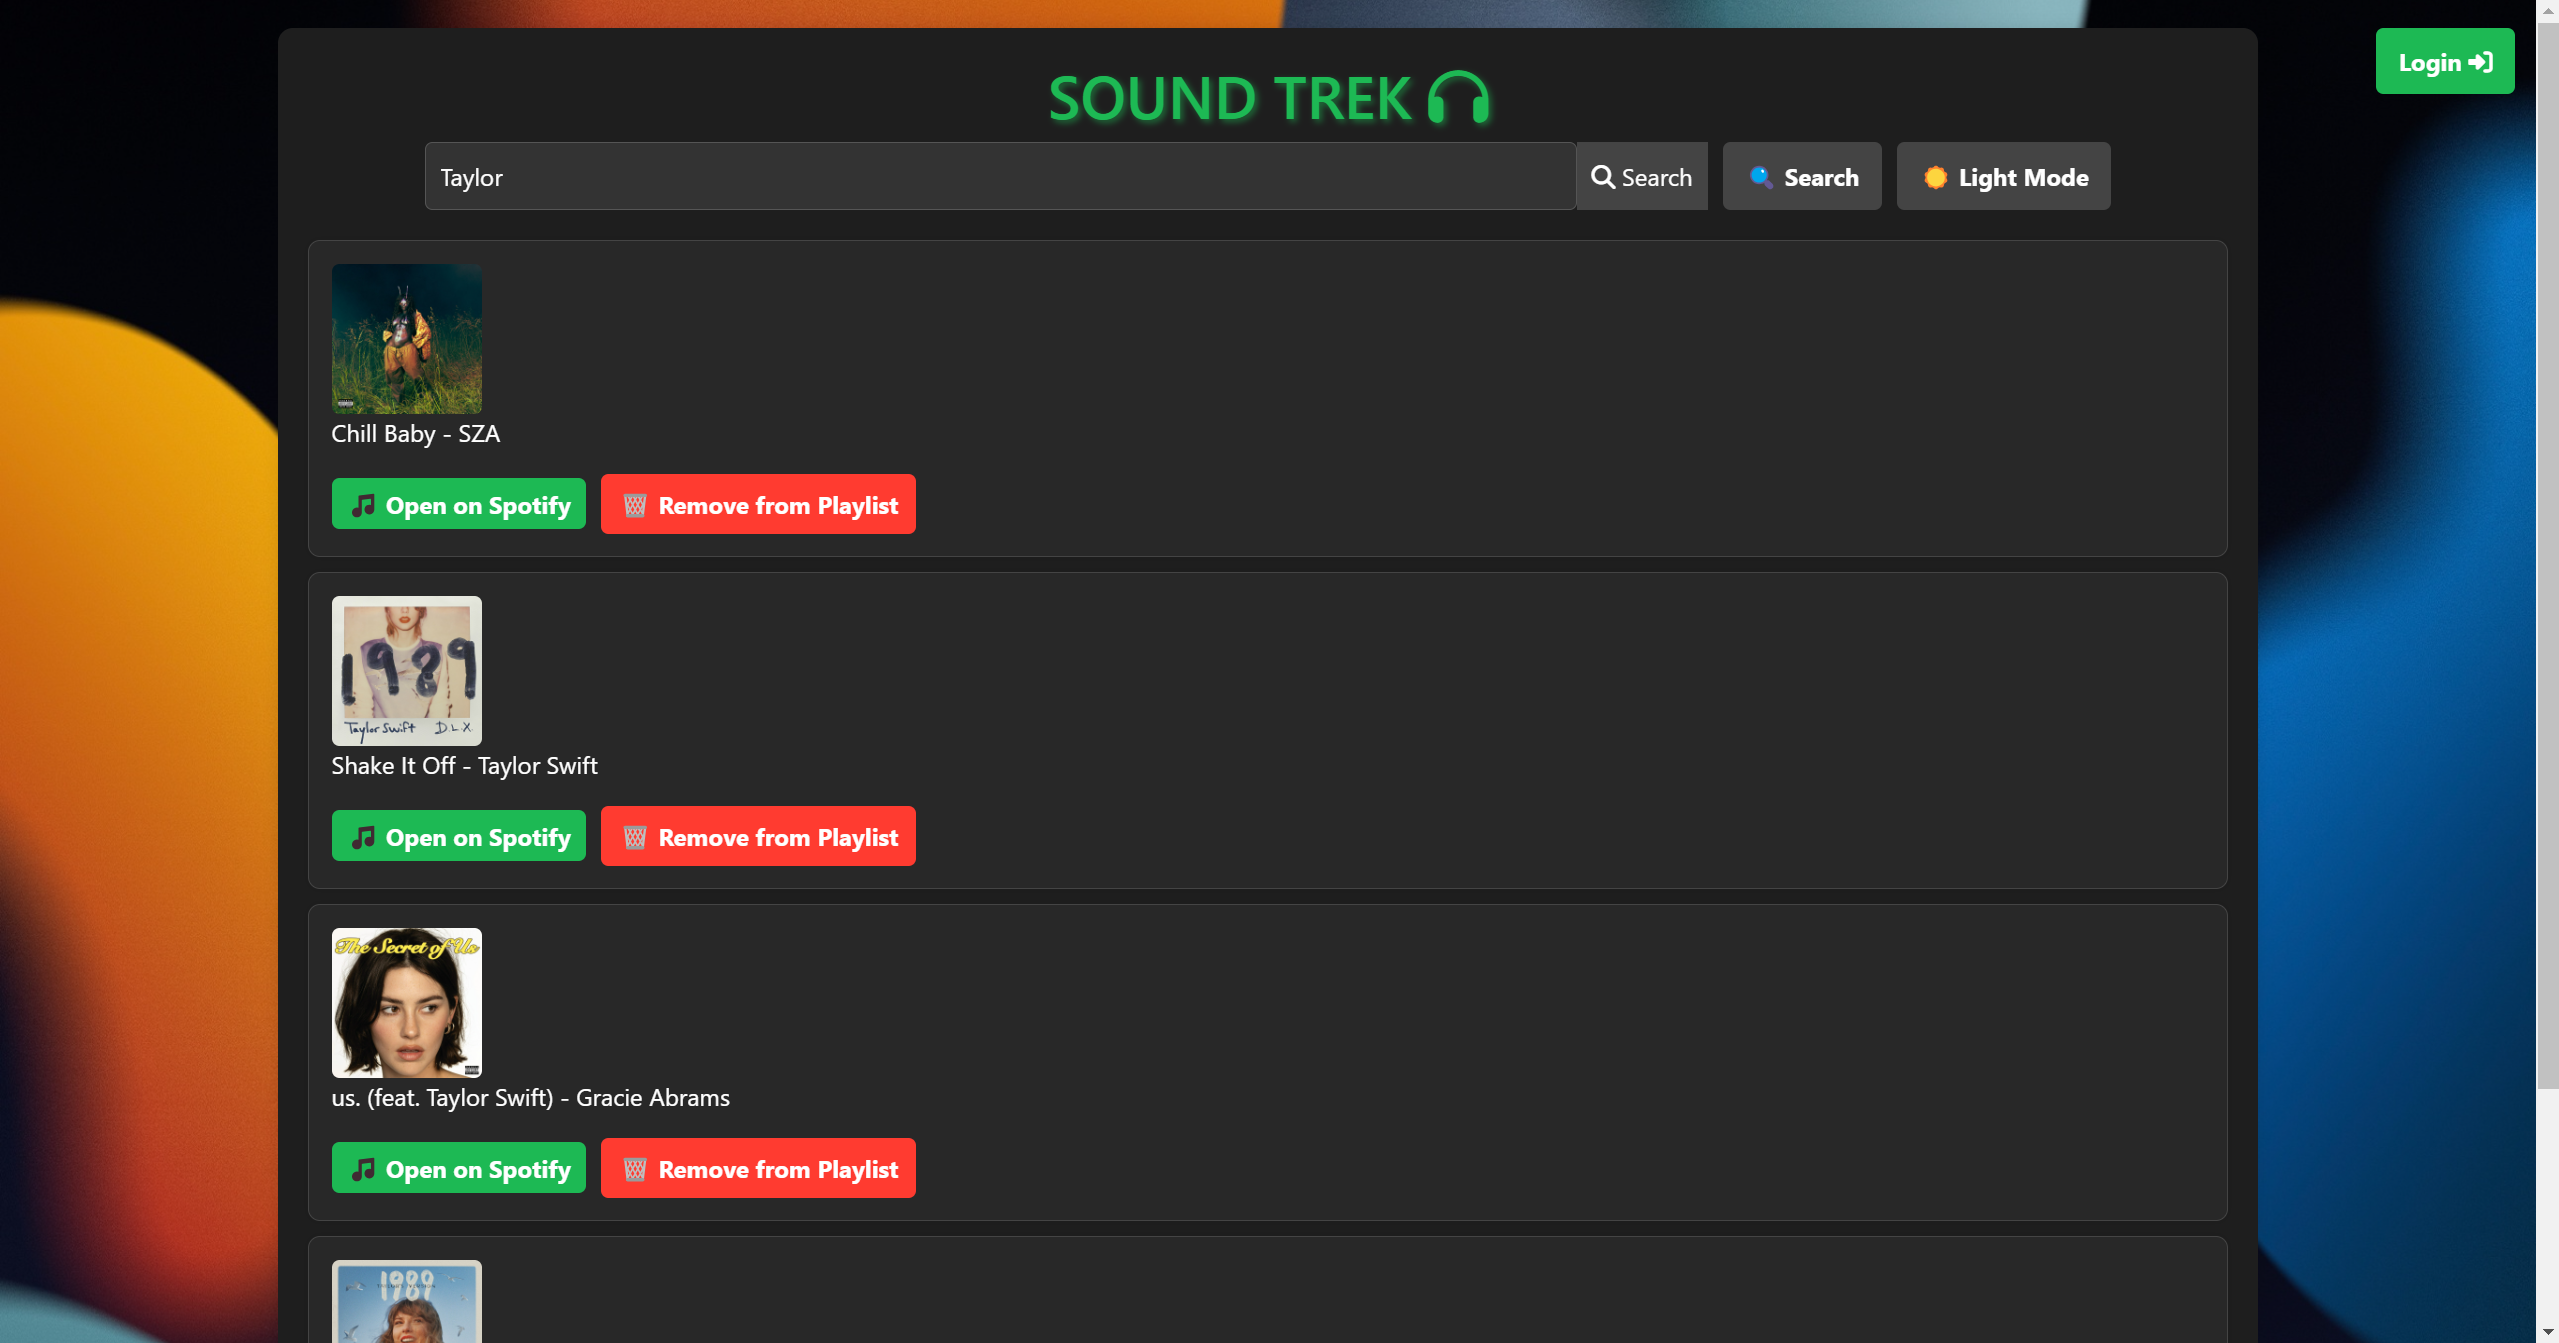 SOUND TREK
Login
Taylor
Search
Search
Light Mode
Chill Baby - SZA
Open on Spotify
Remove from Playlist
1989
Taylor Swift D.L.X.
Shake It Off - Taylor Swift
Open on Spotify
Remove from Playlist
The Secret of Us
us. (feat. Taylor Swift) - Gracie Abrams
Open on Spotify
Remove from Playlist
1989